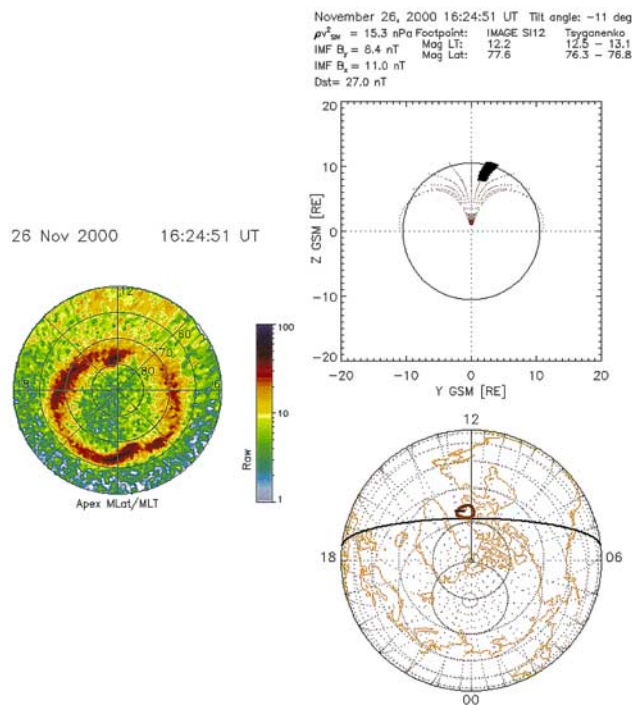 November 26, 2000 16:24:51 UT Tilt angle: -11 deg
ρv²SM = 15.3 nPa Footpoint: IMAGE SI12 Tsyganenko
IMF By = 6.4 nT Mag LT: 12.2 12.5 - 13.1
IMF Bz = 11.0 nT Mag Lat: 77.6 76.3 - 76.8
Dst= 27.0 nT
20
10
0
-10
-20
Z GSM [RE]
-20 -10 0 10 20
Y GSM [RE]
26 Nov 2000 16:24:51 UT
12
60
70
80
18
6
Apex MLat/MLT
100
10
1
Raw
12
18
06
00